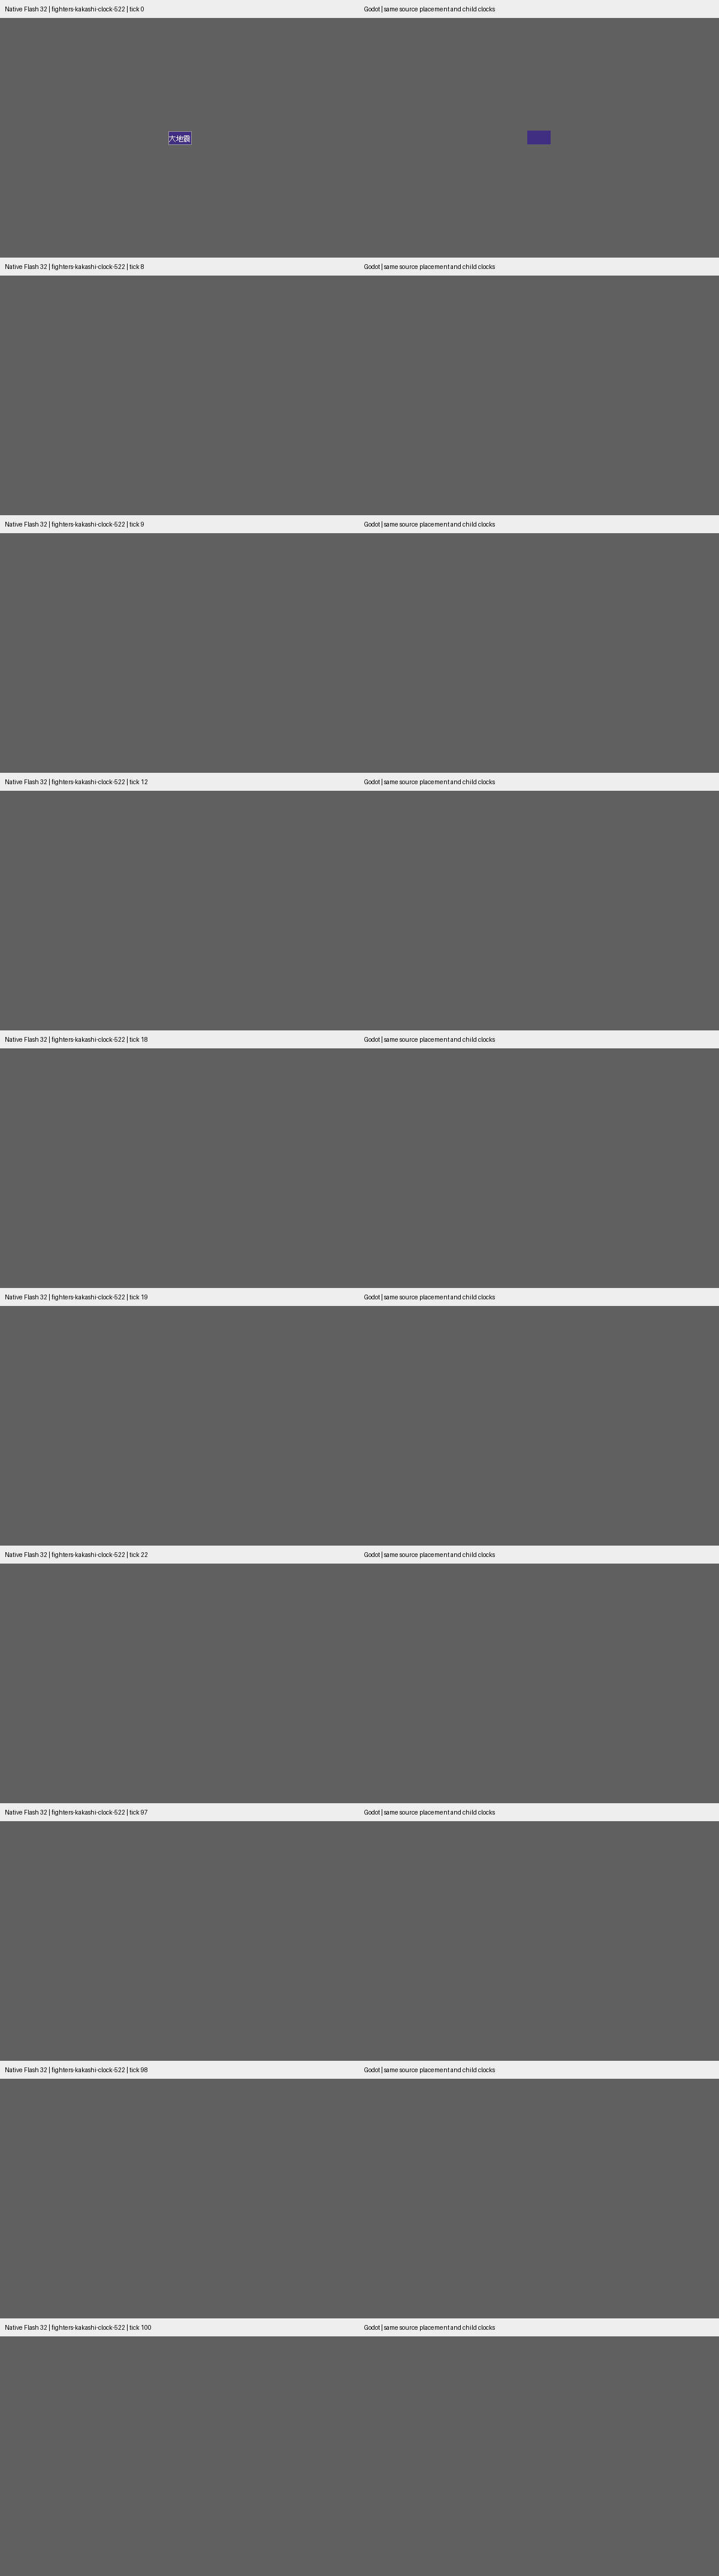 Native Flash 32 | fighters-kakashi-clock-522 | tick 0
Godot | same source placement and child clocks
大地震
Native Flash 32 | fighters-kakashi-clock-522 | tick 8
Godot | same source placement and child clocks
Native Flash 32 | fighters-kakashi-clock-522 | tick 9
Godot | same source placement and child clocks
Native Flash 32 | fighters-kakashi-clock-522 | tick 12
Godot | same source placement and child clocks
Native Flash 32 | fighters-kakashi-clock-522 | tick 18
Godot | same source placement and child clocks
Native Flash 32 | fighters-kakashi-clock-522 | tick 19
Godot | same source placement and child clocks
Native Flash 32 | fighters-kakashi-clock-522 | tick 22
Godot | same source placement and child clocks
Native Flash 32 | fighters-kakashi-clock-522 | tick 97
Godot | same source placement and child clocks
Native Flash 32 | fighters-kakashi-clock-522 | tick 98
Godot | same source placement and child clocks
Native Flash 32 | fighters-kakashi-clock-522 | tick 100
Godot | same source placement and child clocks